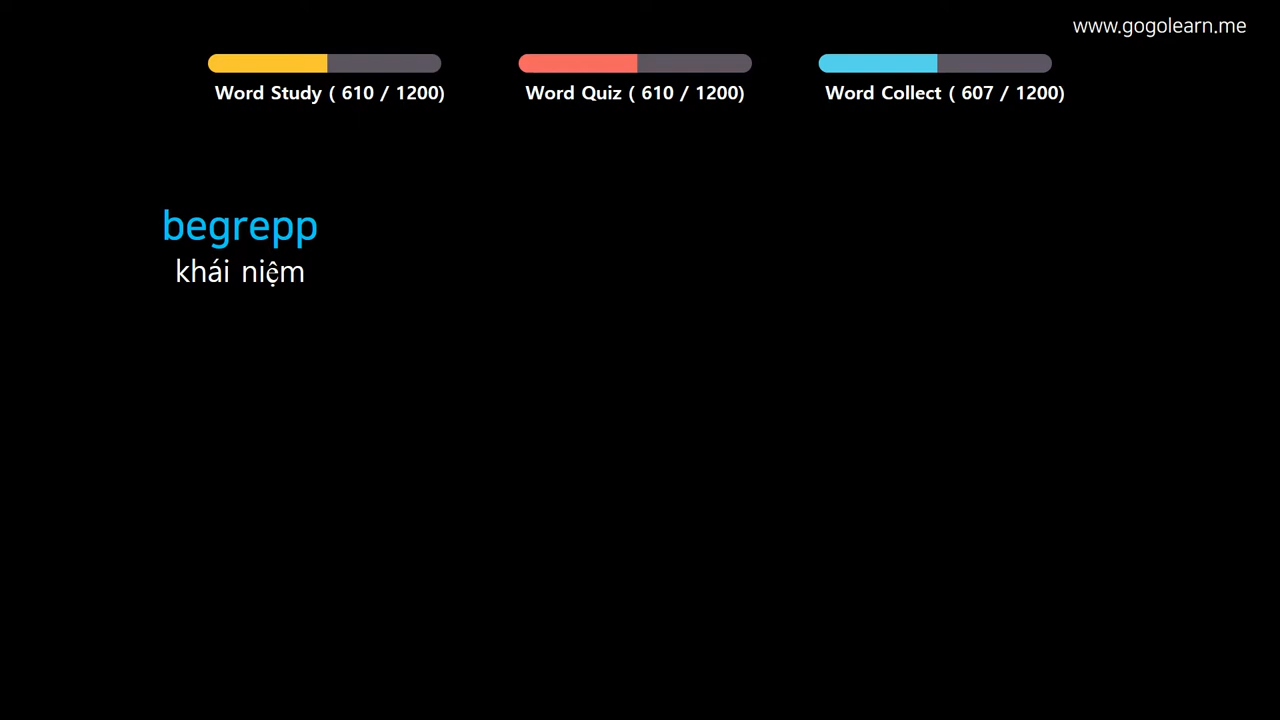 www.gogolearn.me
Word Study ( 610 / 1200)
Word Quiz ( 610 / 1200)
Word Collect ( 607 / 1200)
begrepp
khái niệm